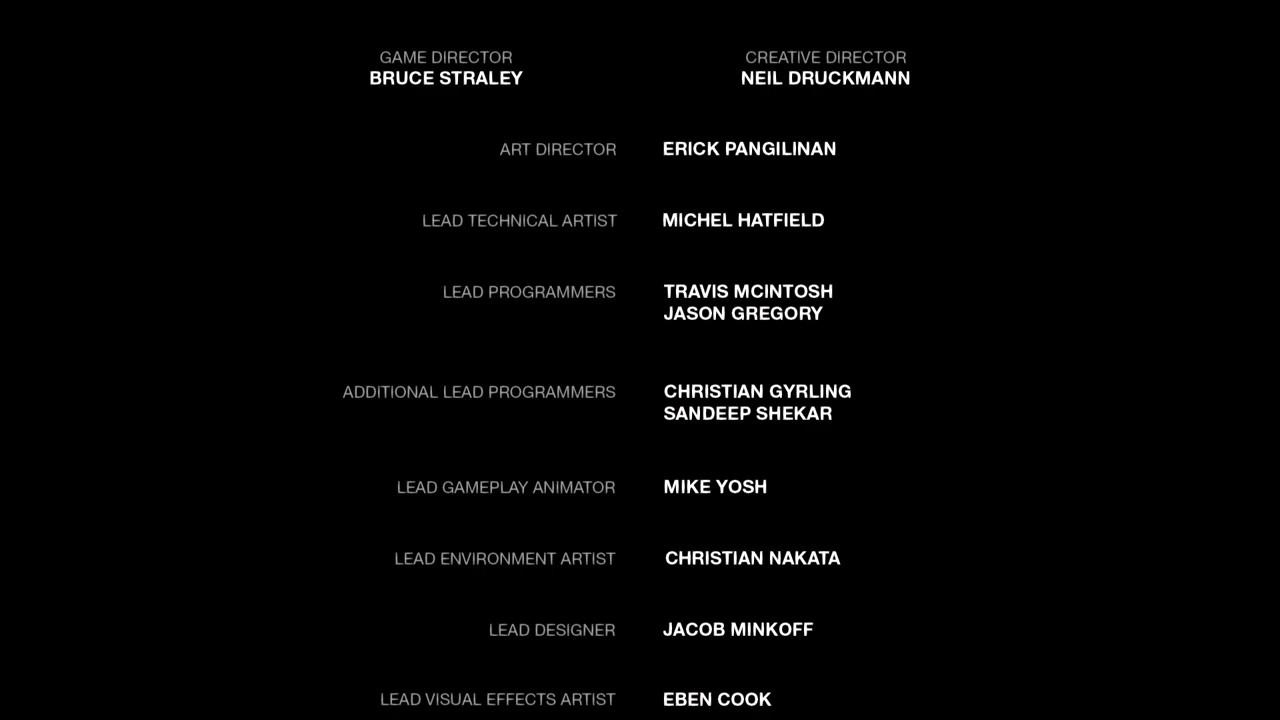 GAME DIRECTOR
BRUCE STRALEY
CREATIVE DIRECTOR
NEIL DRUCKMANN
ART DIRECTOR ERICK PANGILINAN
LEAD TECHNICAL ARTIST MICHEL HATFIELD
LEAD PROGRAMMERS TRAVIS MCINTOSH
JASON GREGORY
ADDITIONAL LEAD PROGRAMMERS CHRISTIAN GYRLING
SANDEEP SHEKAR
LEAD GAMEPLAY ANIMATOR MIKE YOSH
LEAD ENVIRONMENT ARTIST CHRISTIAN NAKATA
LEAD DESIGNER JACOB MINKOFF
LEAD VISUAL EFFECTS ARTIST EBEN COOK